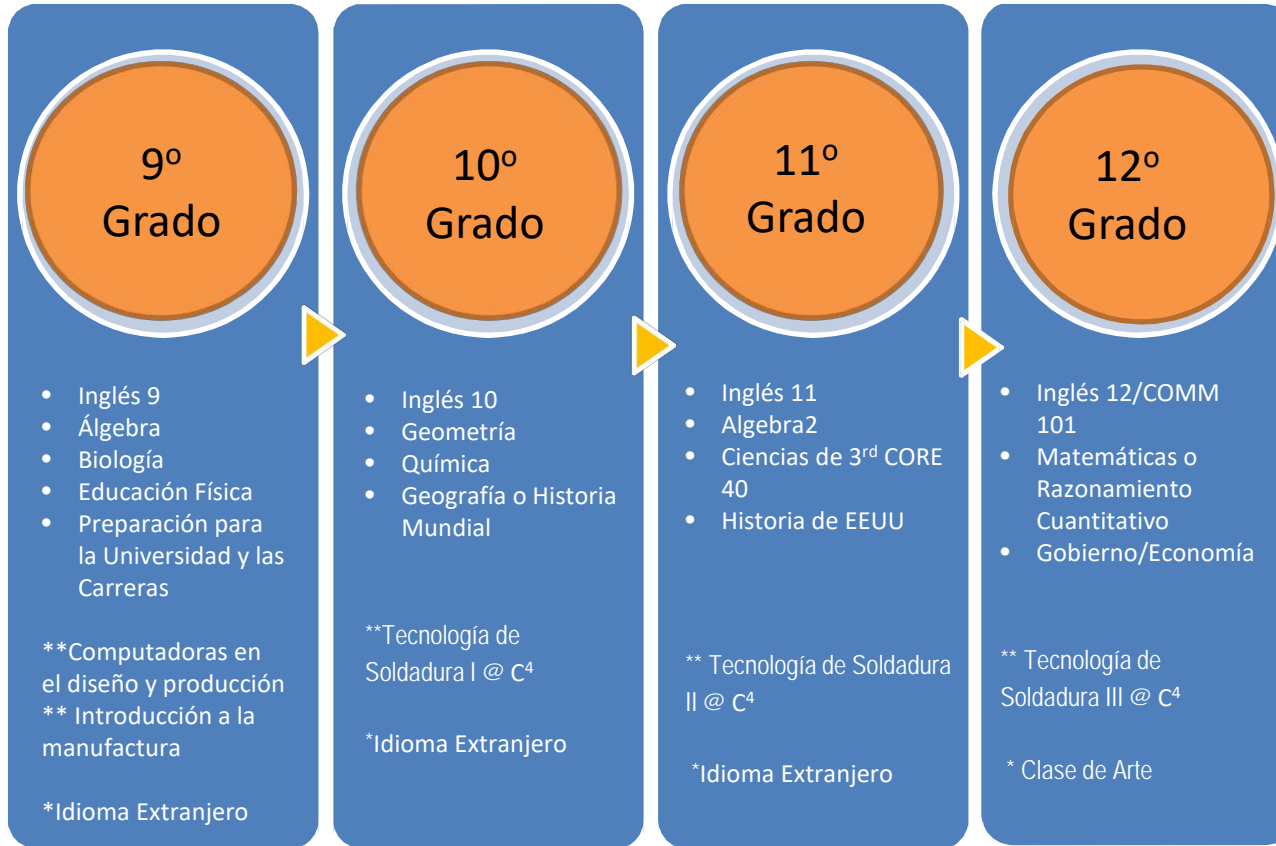 9º
Grado
• Inglés 9
• Álgebra
• Biología
• Educación Física
• Preparación para
la Universidad y las
Carreras
**Computadoras en
el diseño y producción
** Introducción a la
manufactura
*Idioma Extranjero
10º
Grado
• Inglés 10
• Geometría
• Química
• Geografía o Historia
Mundial
**Tecnología de
Soldadura I @ C⁴
*Idioma Extranjero
11º
Grado
• Inglés 11
• Algebra2
• Ciencias de 3rd CORE
40
• Historia de EEUU
** Tecnología de Soldadura
II @ C⁴
*Idioma Extranjero
12º
Grado
• Inglés 12/COMM
101
• Matemáticas o
Razonamiento
Cuantitativo
• Gobierno/Economía
** Tecnología de
Soldadura III @ C⁴
* Clase de Arte